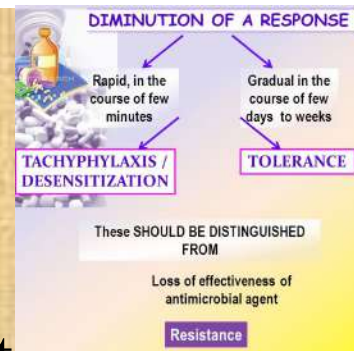 DIMINUTION OF A RESPONSE
Rapid, in the
course of few
minutes
Gradual in the
course of few
days to weeks
TACHYPHYLAXIS /
DESENSITIZATION
TOLERANCE
These SHOULD BE DISTINGUISHED
FROM
Loss of effectiveness of
antimicrobial agent
Resistance